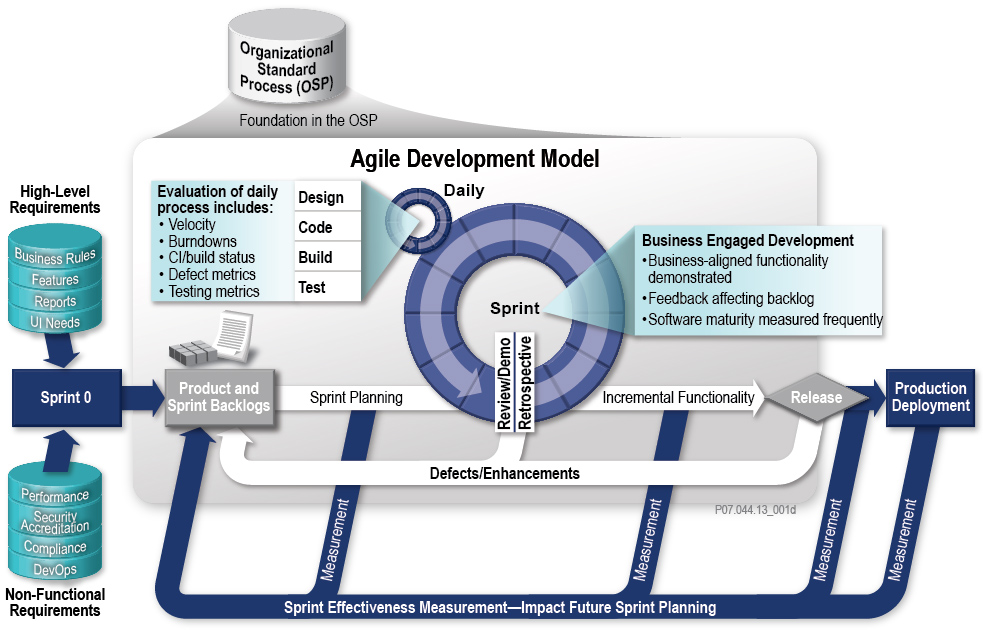 Organizational
Standard
Process (OSP)
Foundation in the OSP
Agile Development Model
High-Level
Requirements
Business Rules
Features
Reports
UI Needs
Sprint 0
Performance
Security
Accreditation
Compliance
DevOps
Non-Functional
Requirements
Evaluation of daily
process includes:
• Velocity
• Burndowns
• CI/build status
• Defect metrics
• Testing metrics
Design
Code
Build
Test
Daily
Sprint
Business Engaged Development
•Business-aligned functionality
demonstrated
•Feedback affecting backlog
•Software maturity measured frequently
Product and
Sprint Backlogs
Sprint Planning
Review/Demo
Retrospective
Incremental Functionality
Release
Production
Deployment
Defects/Enhancements
P07.044.13_001d
Measurement
Measurement
Measurement
Measurement
Sprint Effectiveness Measurement—Impact Future Sprint Planning